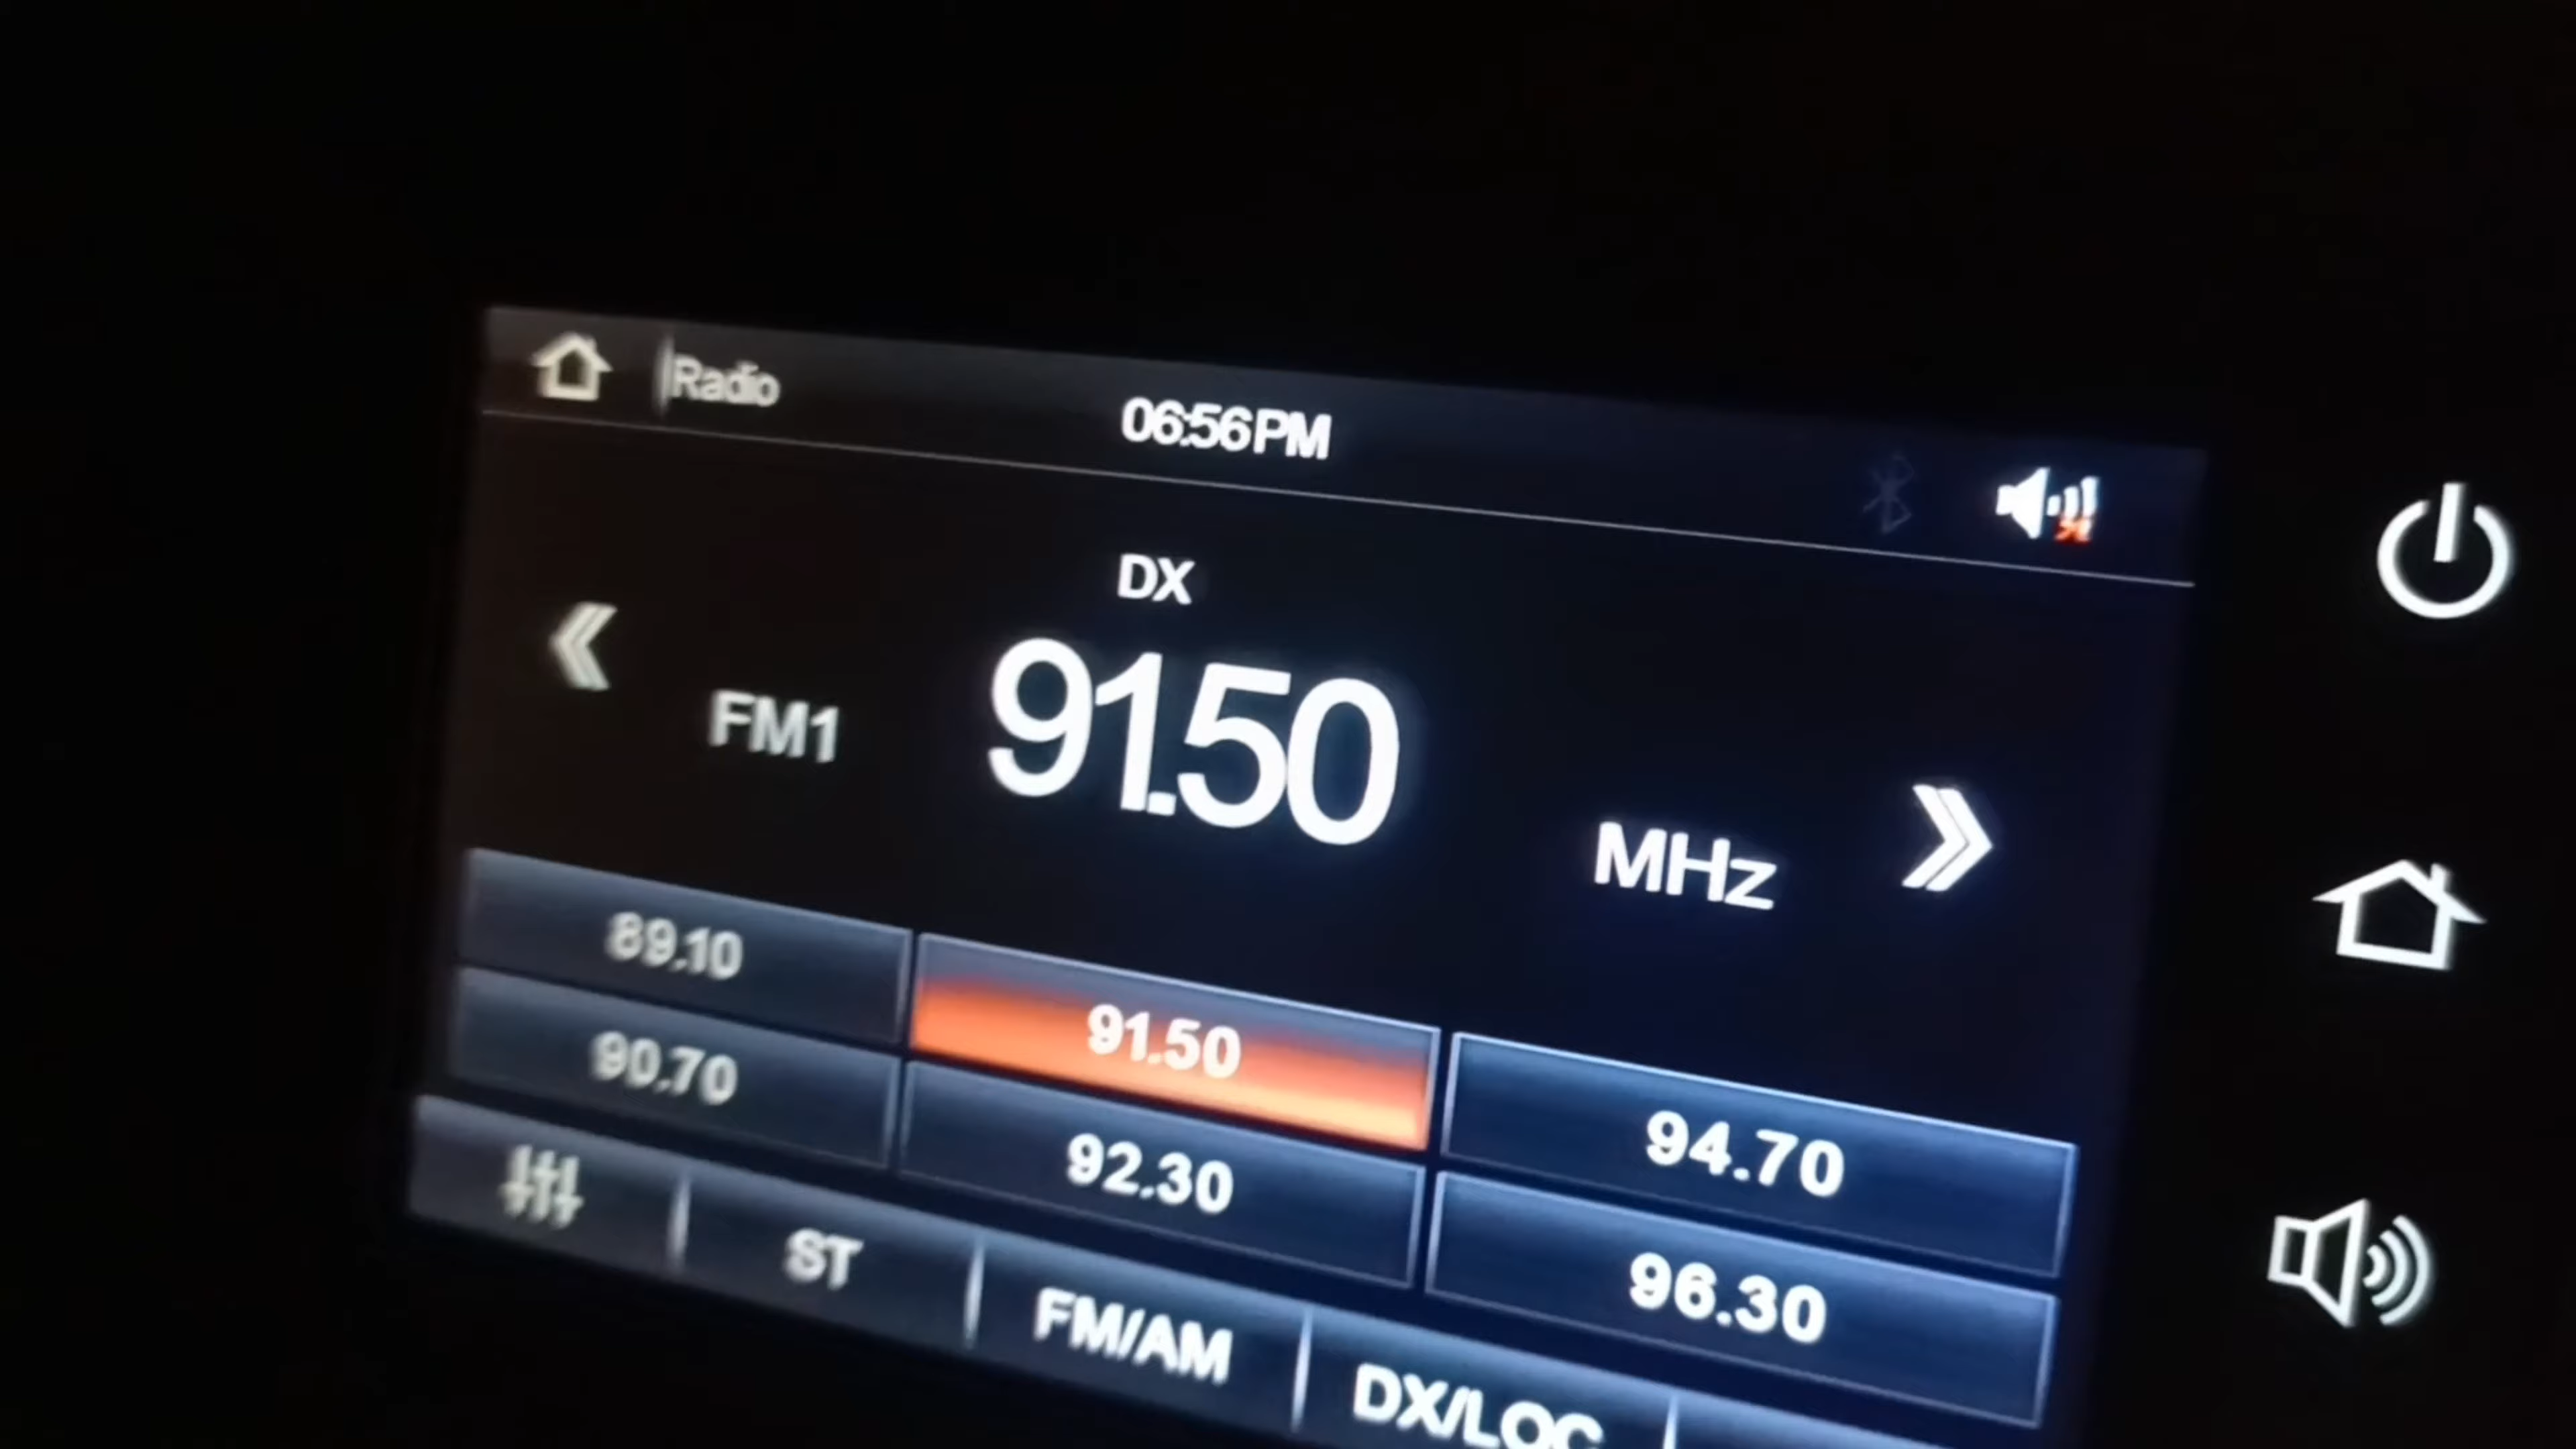 Radio
06:56PM
DX
FM1
91.50
MHz
89.10
91.50
94.70
90.70
92.30
96.30
ST
FM/AM
DX/LOC